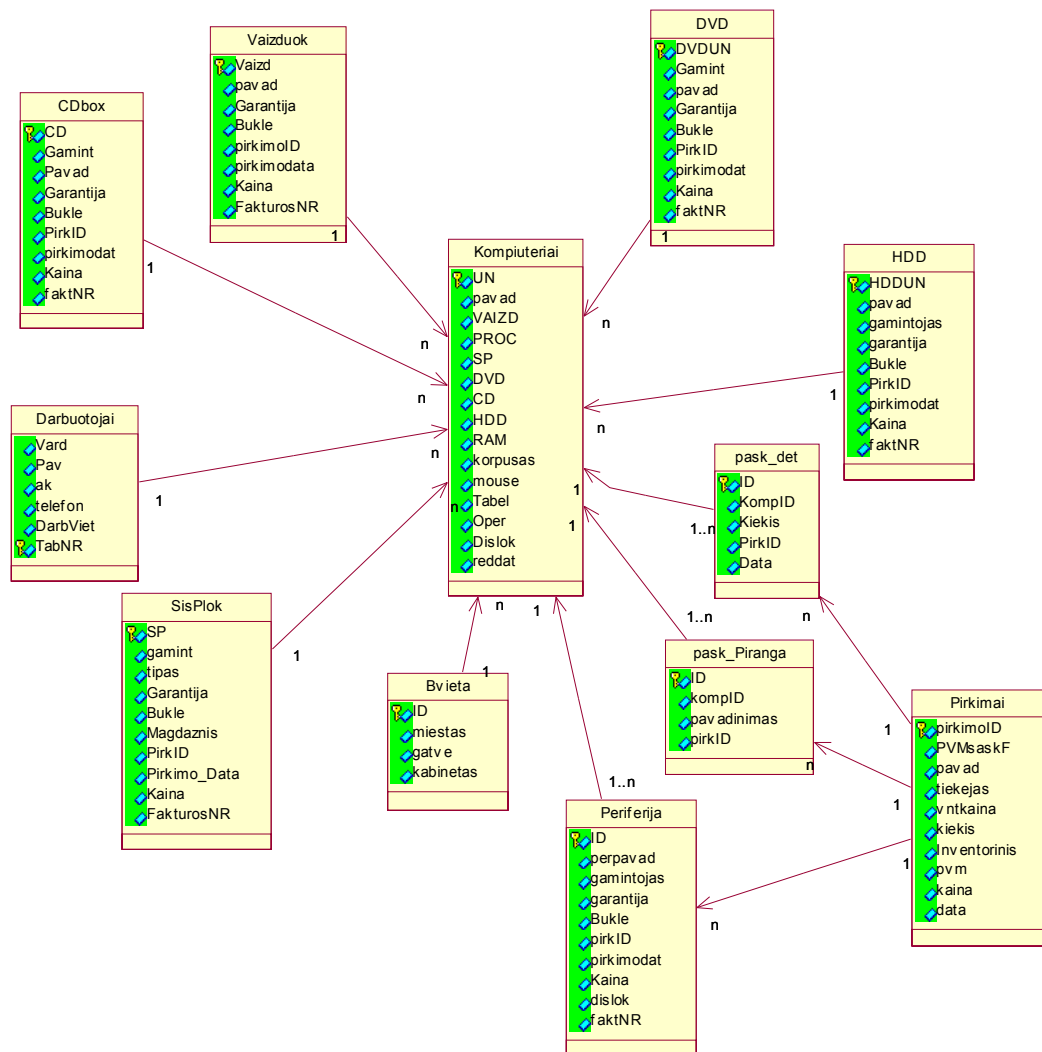 Vaizduok
Vaizd
pavad
Garantija
Bukle
pirkimoID
pirkimodata
Kaina
FakturosNR
1
n
DVD
DVDUN
Gamint
pavad
Garantija
Bukle
PirkID
pirkimodat
Kaina
faktNR
1
n
CDbox
CD
Gamint
Pavad
Garantija
Bukle
PirkID
pirkimodat
Kaina
faktNR
1
n
Kompiuteriai
UN
pavad
VAIZD
PROC
SP
DVD
CD
HDD
RAM
korpusas
mouse
Tabel
Oper
Dislok
reddat
HDD
HDDUN
pavad
gamintojas
garantija
Bukle
PirkID
pirkimodat
Kaina
faktNR
1
n
Darbuotojai
Vard
Pav
ak
telefon
DarbViet
TabNR
1
n
pask_det
ID
KompID
Kiekis
PirkID
Data
1
1..n
n
1
SisPlok
SP
gamint
tipas
Garantija
Bukle
Magdaznis
PirkID
Pirkimo_Data
Kaina
FakturosNR
1
n
Bvieta
ID
miestas
gatve
kabinetas
1
n
pask_Piranga
ID
kompID
pavadinimas
pirkID
1
1..n
n
1
Pirkimai
pirkimoID
PVMsaskF
pavad
tiekejas
vntkaina
kiekis
Inventorinis
pvm
kaina
data
Periferija
ID
perpavad
gamintojas
garantija
Bukle
pirkID
pirkimodat
Kaina
dislok
faktNR
1
1..n
n
1